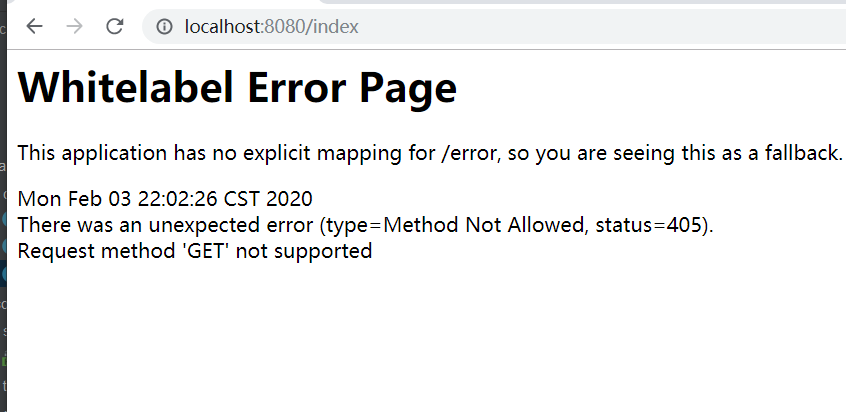 localhost:8080/index
Whitelabel Error Page
This application has no explicit mapping for /error, so you are seeing this as a fallback.
Mon Feb 03 22:02:26 CST 2020
There was an unexpected error (type=Method Not Allowed, status=405).
Request method 'GET' not supported